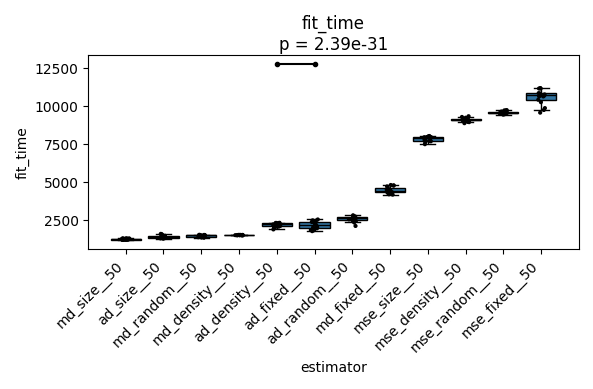 fit_time
p = 2.39e-31
12500
10000
7500
5000
2500
fit_time
md_size__50
ad_size__50
md_random__50
md_density__50
ad_density__50
ad_fixed__50
ad_random__50
md_fixed__50
mse_size__50
mse_density__50
mse_random__50
mse_fixed__50
estimator